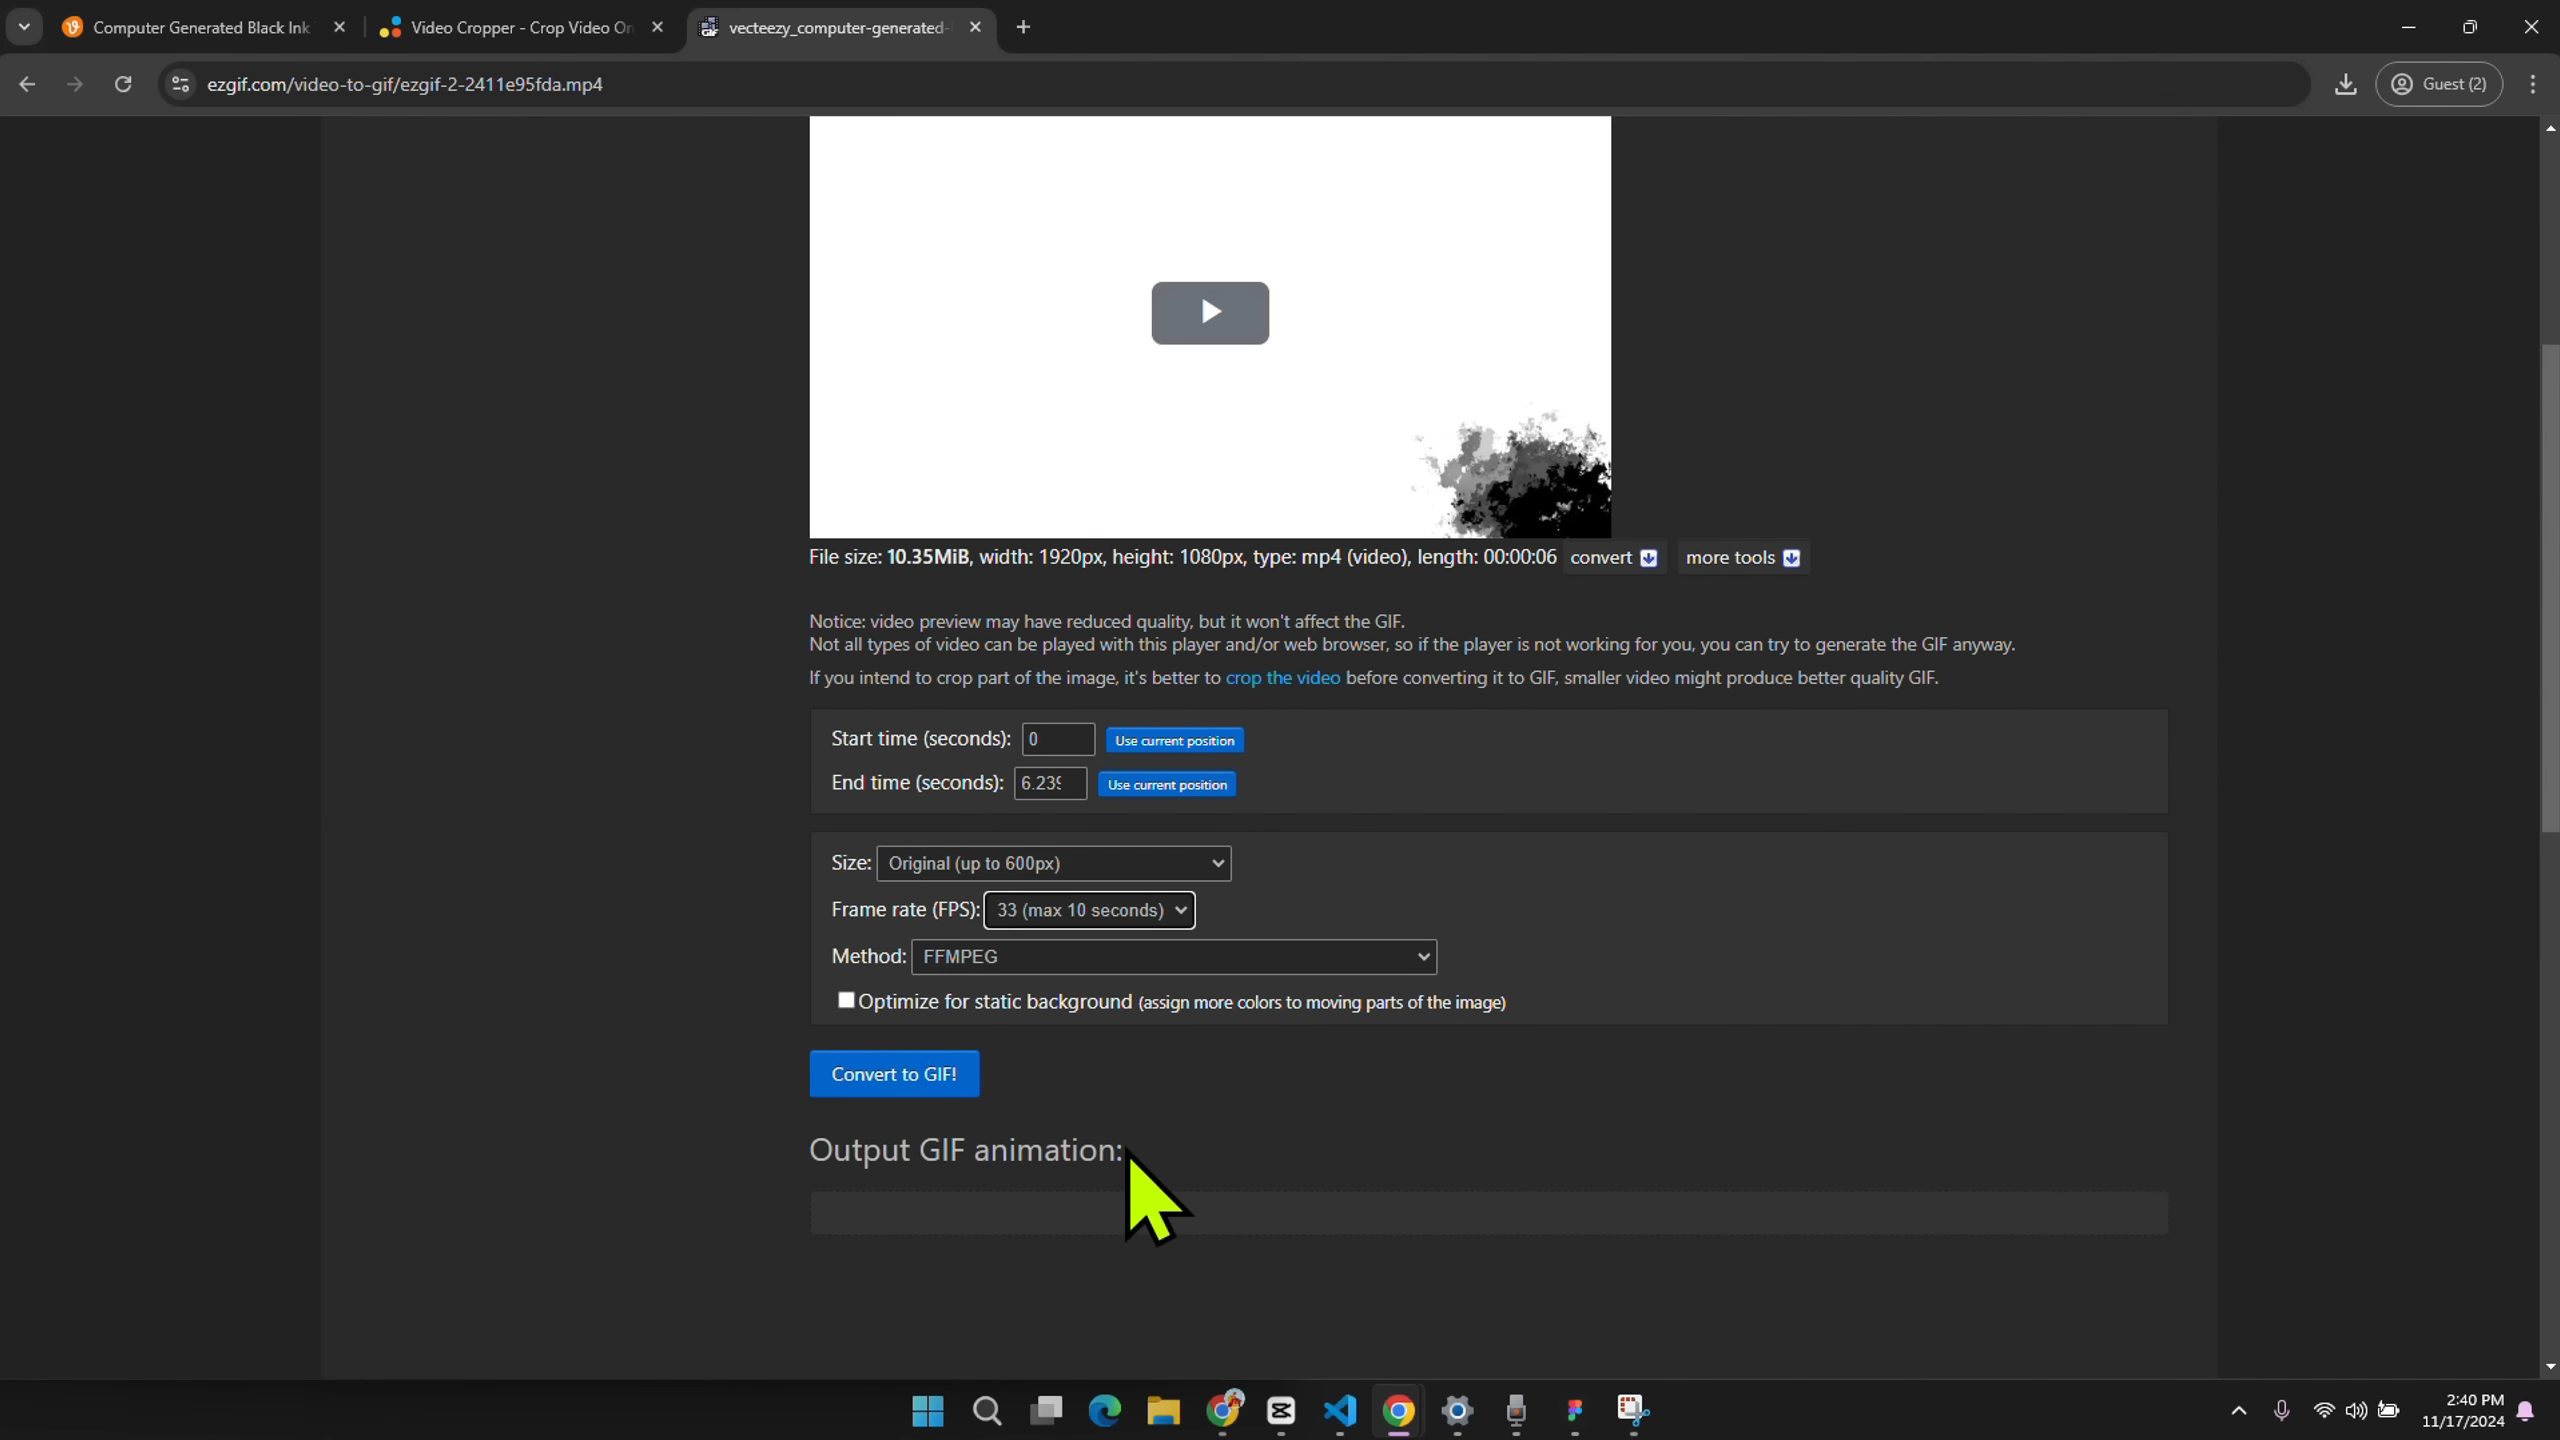 Computer Generated Black Ink
Video Cropper - Crop Video On
vecteezy_computer-generated-
ezgif.com/video-to-gif/ezgif-2-2411e95fda.mp4
Guest (2)
File size: 10.35MiB, width: 1920px, height: 1080px, type: mp4 (video), length: 00:00:06 convert more tools
Notice: video preview may have reduced quality, but it won't affect the GIF.
Not all types of video can be played with this player and/or web browser, so if the player is not working for you, you can try to generate the GIF anyway.
If you intend to crop part of the image, it's better to crop the video before converting it to GIF, smaller video might produce better quality GIF.
Start time (seconds): 0 Use current position
End time (seconds): 6.239 Use current position
Size: Original (up to 600px)
Frame rate (FPS): 33 (max 10 seconds)
Method: FFMPEG
Optimize for static background (assign more colors to moving parts of the image)
Convert to GIF!
Output GIF animation:
2:40 PM
11/17/2024